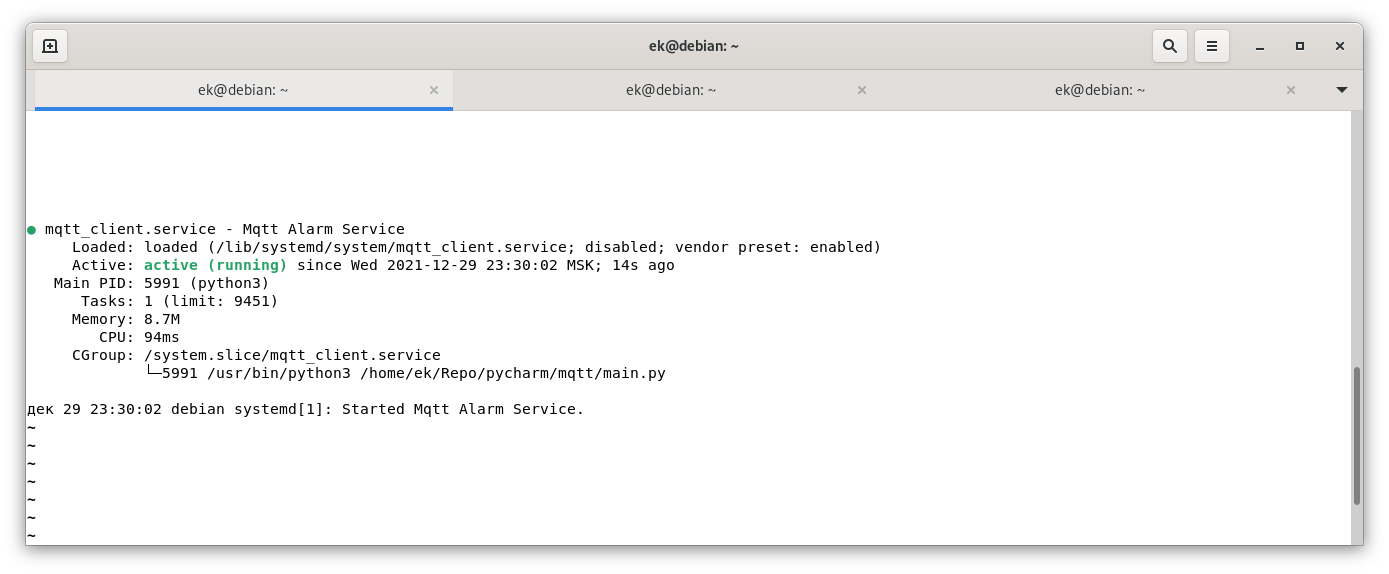 ek@debian: ~
ek@debian: ~
ek@debian: ~
ek@debian: ~
● mqtt_client.service - Mqtt Alarm Service
Loaded: loaded (/lib/systemd/system/mqtt_client.service; disabled; vendor preset: enabled)
Active: active (running) since Wed 2021-12-29 23:30:02 MSK; 14s ago
Main PID: 5991 (python3)
Tasks: 1 (limit: 9451)
Memory: 8.7M
CPU: 94ms
CGroup: /system.slice/mqtt_client.service
└─5991 /usr/bin/python3 /home/ek/Repo/pycharm/mqtt/main.py
дек 29 23:30:02 debian systemd[1]: Started Mqtt Alarm Service.
~
~
~
~
~
~
~